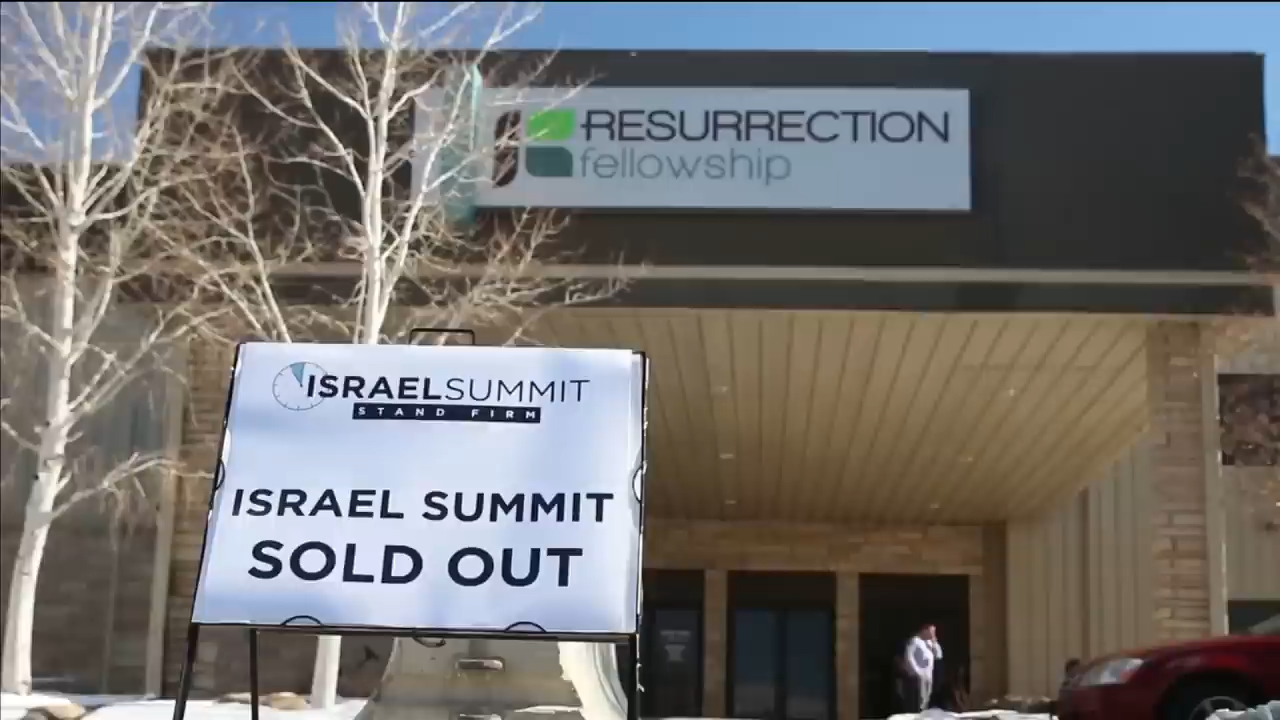 RESURRECTION
fellowship
ISRAELSUMMIT
STAND FIRM
ISRAEL SUMMIT
SOLD OUT